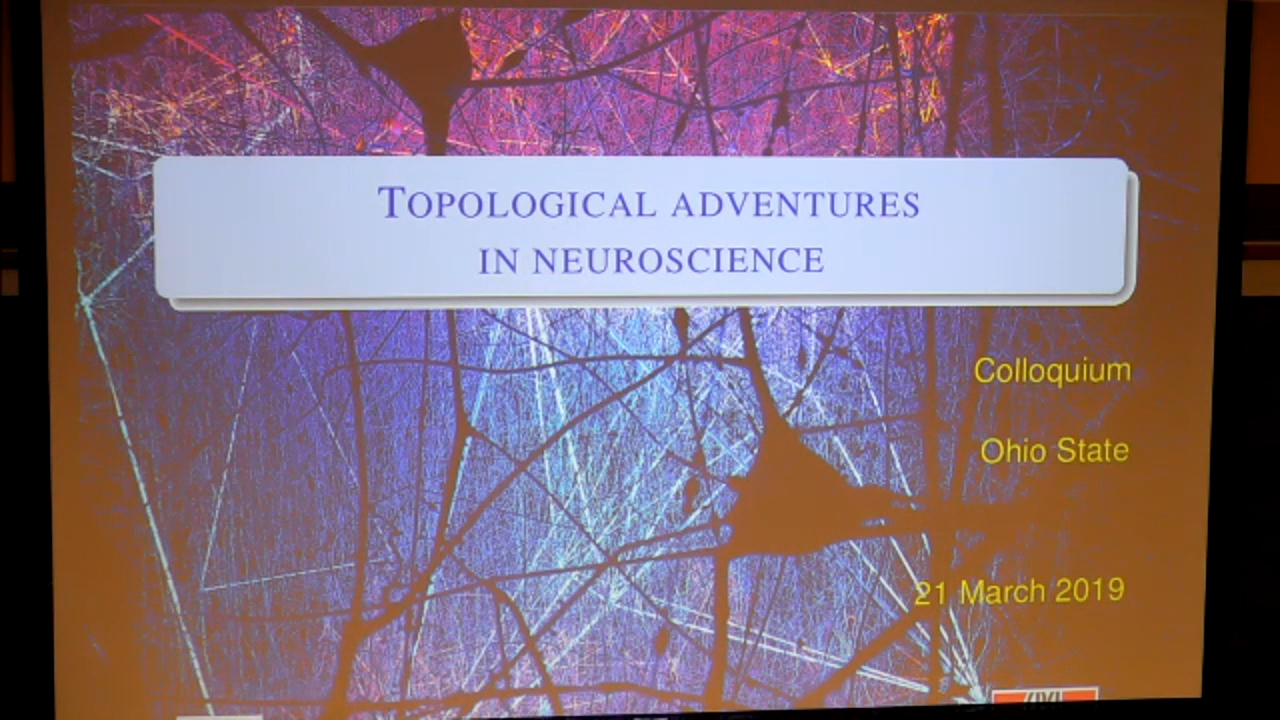 TOPOLOGICAL ADVENTURES
IN NEUROSCIENCE
Colloquium
Ohio State
21 March 2019